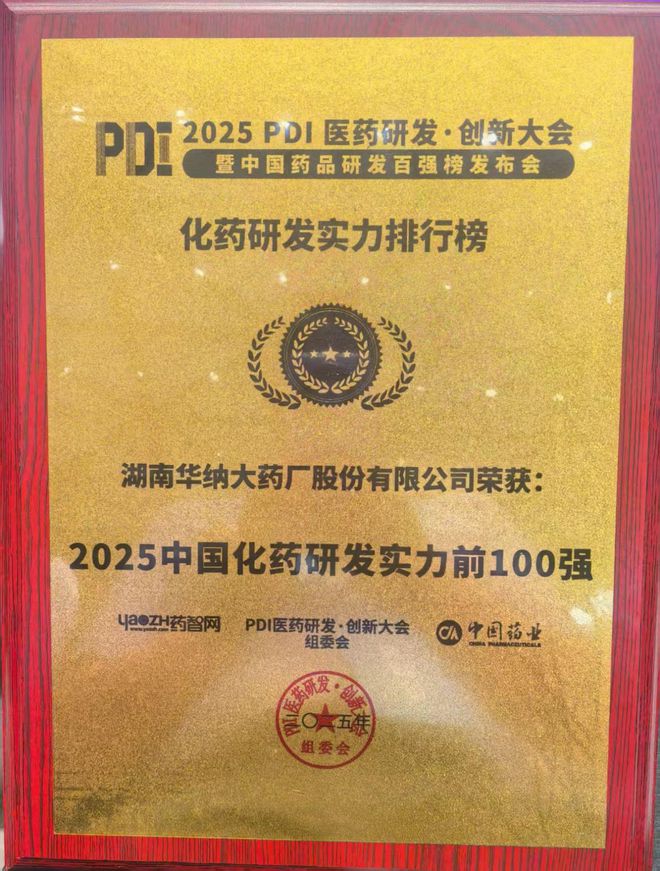 PDI
2025 PDI 医药研发·创新大会
暨中国药品研发百强榜发布会
化药研发实力排行榜
湖南华纳大药厂股份有限公司荣获：
2025中国化药研发实力前100强
yaozh药智网
www.yaozh.com
PDI医药研发·创新大会
组委会
中国药业
CHINA PHARMACEUTICALS
PDI医药研发·创新大会
二〇二五年
组委会